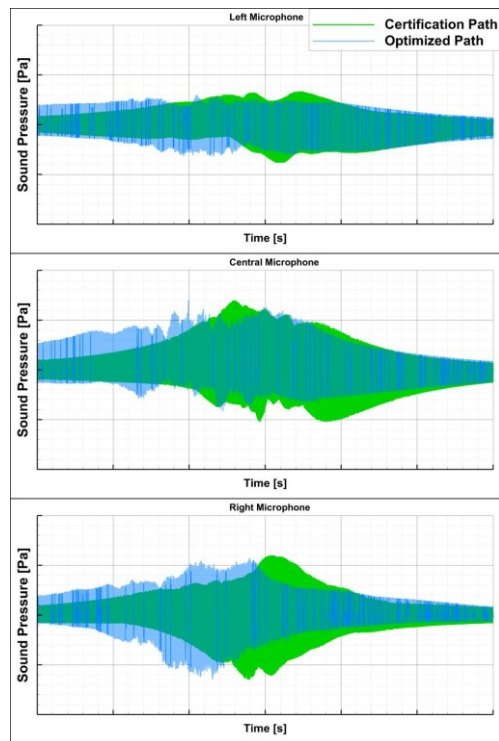 Left Microphone
Certification Path
Optimized Path
Sound Pressure [Pa]
Time [s]
Central Microphone
Sound Pressure [Pa]
Time [s]
Right Microphone
Sound Pressure [Pa]
Time [s]